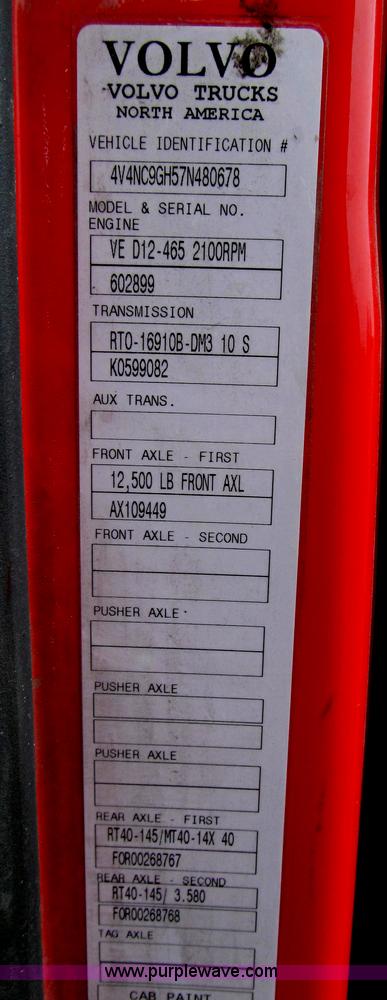 VOLVO
VOLVO TRUCKS
NORTH AMERICA
VEHICLE IDENTIFICATION #
4V4NC9GH57N480678
MODEL & SERIAL NO.
ENGINE
VE D12-465 2100RPM
602899
TRANSMISSION
RTO-16910B-DM3 10 S
K0599082
AUX TRANS.
FRONT AXLE - FIRST
12,500 LB FRONT AXL
AX109449
FRONT AXLE - SECOND
PUSHER AXLE
PUSHER AXLE
PUSHER AXLE
REAR AXLE - FIRST
RT40-145/MT40-14X 40
FOR00268767
REAR AXLE - SECOND
RT40-145/ 3.580
FOR00268768
TAG AXLE
www.purplewave.com
CAB PAINT